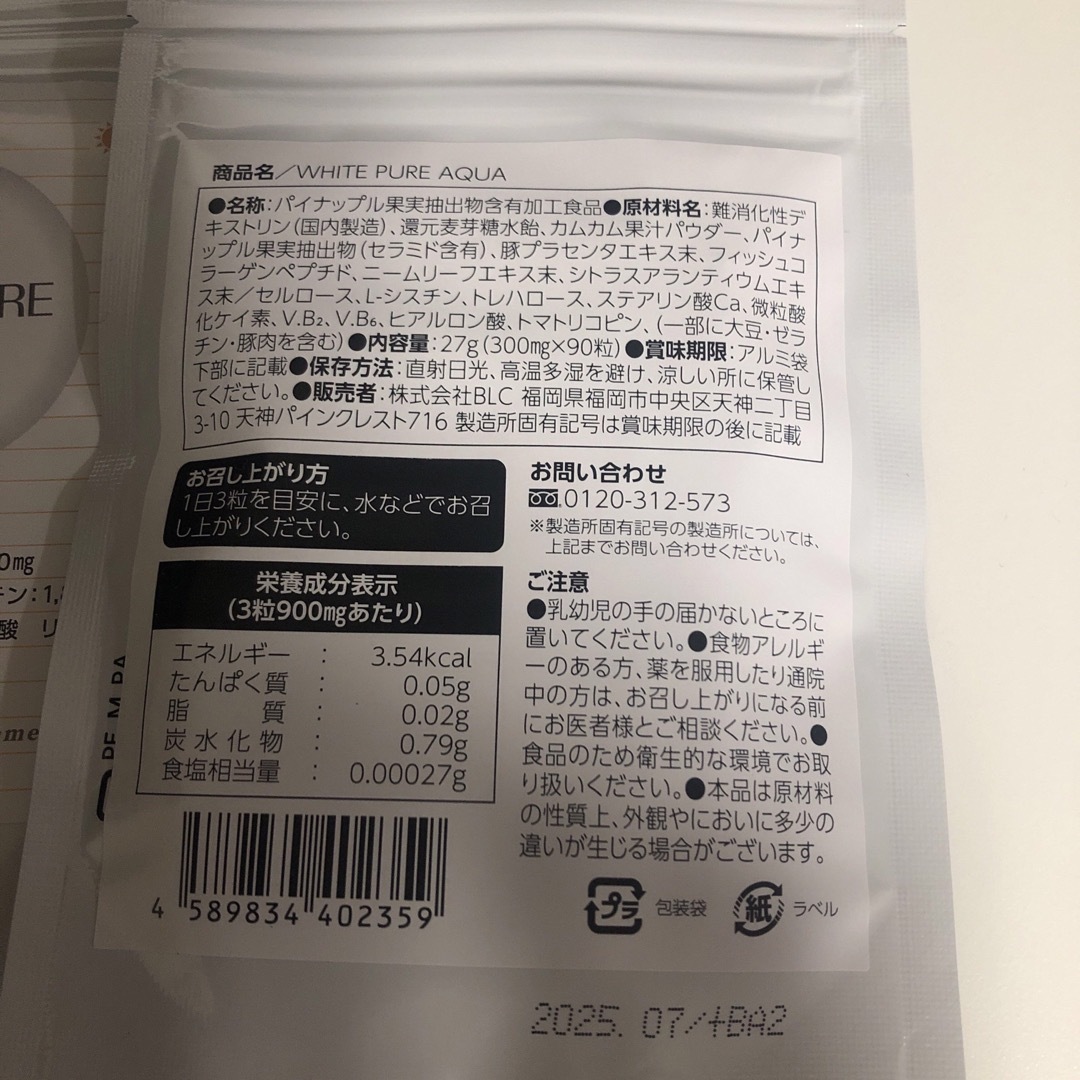 商品名/WHITE PURE AQUA
●名称:パイナップル果実抽出物含有加工食品●原材料名:難消化性デ
キストリン(国内製造)、還元麦芽糖水飴、カムカム果汁パウダー、パイナ
ップル果実抽出物(セラミド含有)、豚プラセンタエキス末、フィッシュコ
ラーゲンペプチド、ニームリーフエキス末、シトラスアランティウムエキ
ス末/セルロース、L-シスチン、トレハロース、ステアリン酸Ca、微粒酸
化ケイ素、V.B₂、V.B₆、ヒアルロン酸、トマトリコピン、(一部に大豆・ゼラ
チン・豚肉を含む)●内容量:27g(300mg×90粒)●賞味期限:アルミ袋
下部に記載●保存方法:直射日光、高温多湿を避け、涼しい所に保管し
てください。●販売者:株式会社BLC 福岡県福岡市中央区天神二丁目
3-10 天神パインクレスト716 製造所固有記号は賞味期限の後に記載
お召し上がり方
1日3粒を目安に、水などでお召
し上がりください。
栄養成分表示
(3粒900mgあたり)
エネルギー : 3.54kcal
たんぱく質 : 0.05g
脂質 : 0.02g
炭水化物 : 0.79g
食塩相当量 : 0.00027g
4 589834 402359
お問い合わせ
0120-312-573
※製造所固有記号の製造所については、
上記までお問い合わせください。
ご注意
●乳幼児の手の届かないところに
置いてください。●食物アレルギ
ーのある方、薬を服用したり通院
中の方は、お召し上がりになる前
にお医者様とご相談ください。●
食品のため衛生的な環境でお取
り扱いください。●本品は原材料
の性質上、外観やにおいに多少の
違いが生じる場合がございます。
プラ 包装袋 紙 ラベル
2025. 07/+BA2
RE
0mg
酸 リ